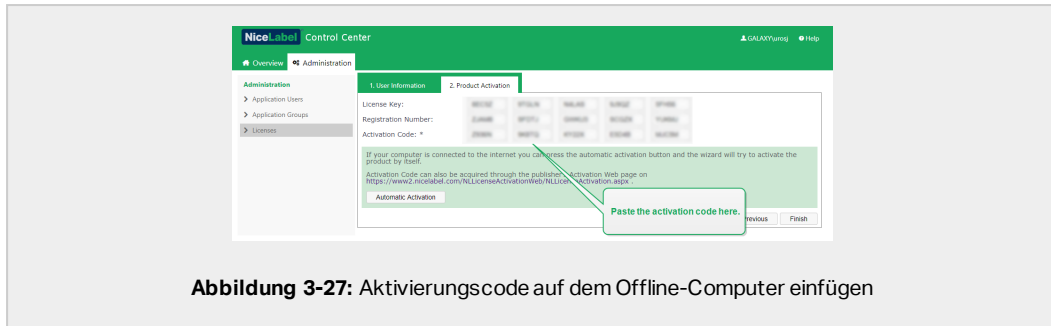 NiceLabel Control Center
GALAXY\urosj Help
Overview Administration
Administration
Application Users
Application Groups
Licenses
1. User Information 2. Product Activation
License Key:
Registration Number:
Activation Code: *
If your computer is connected to the internet you can press the automatic activation button and the wizard will try to activate the
product by itself.
Activation Code can also be acquired through the publisher Activation Web page on
https://www2.nicelabel.com/NLLicenseActivationWeb/NLLicenseActivation.aspx .
Automatic Activation
Paste the activation code here.
Finish
Abbildung 3-27: Aktivierungscode auf dem Offline-Computer einfügen